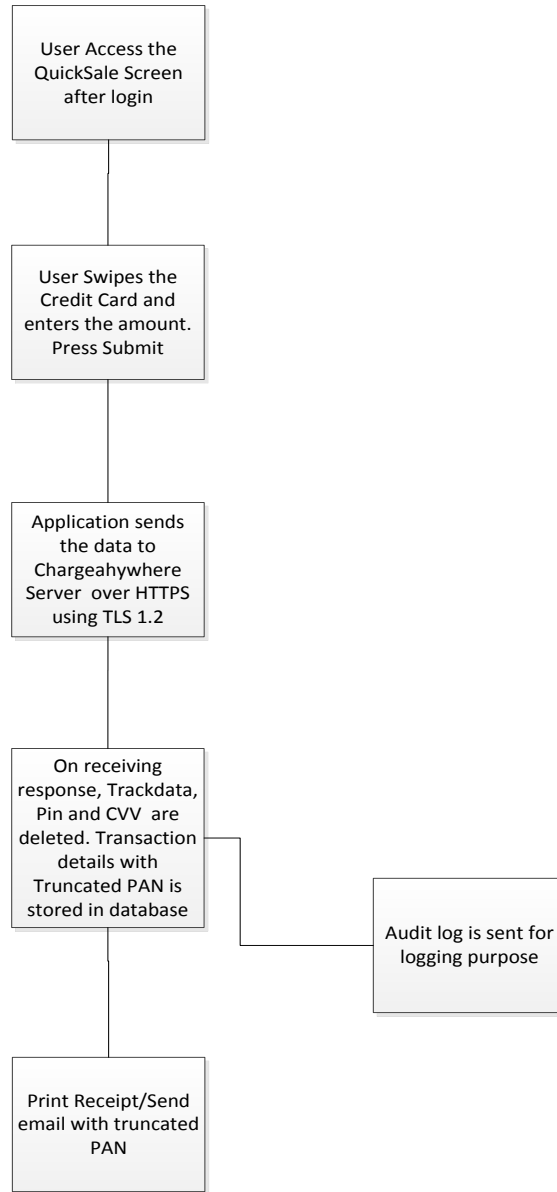 User Access the
QuickSale Screen
after login
User Swipes the
Credit Card and
enters the amount.
Press Submit
Application sends
the data to
Chargeahywhere
Server  over HTTPS
using TLS 1.2
On receiving
response, Trackdata,
Pin and CVV  are
deleted. Transaction
details with
Truncated PAN is
stored in database
Audit log is sent for
logging purpose
Print Receipt/Send
email with truncated
PAN